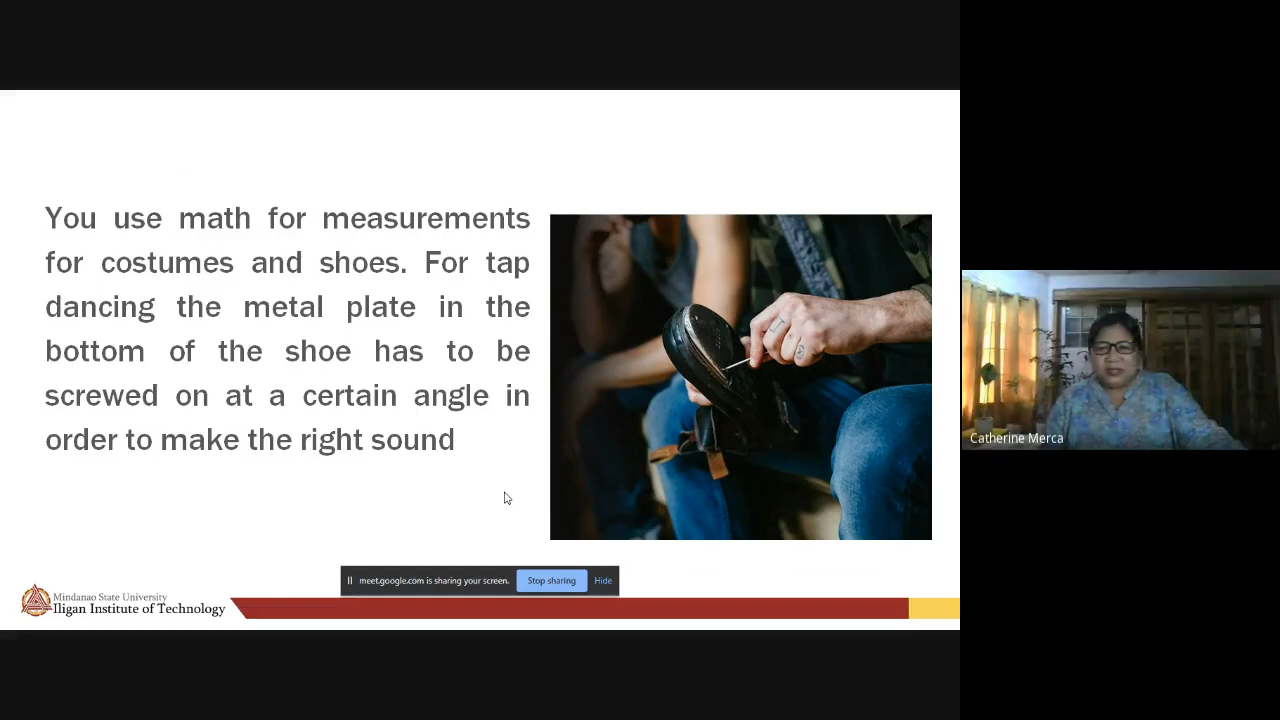 You use math for measurements
for costumes and shoes. For tap
dancing the metal plate in the
bottom of the shoe has to be
screwed on at a certain angle in
order to make the right sound
Catherine Merca
meet.google.com is sharing your screen. Stop sharing Hide
Mindanao State University
Iligan Institute of Technology